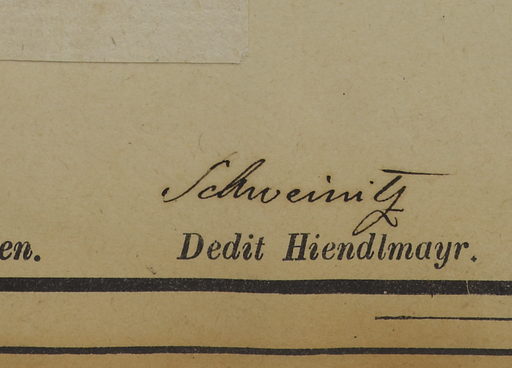 Schweinitz
en. Dedit Hiendlmayr.